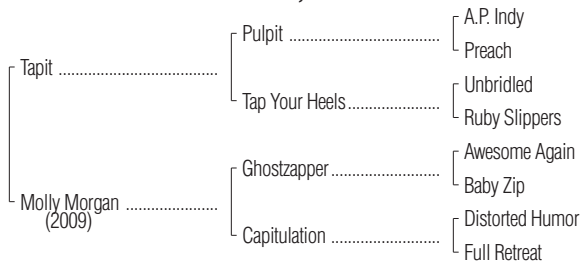 A.P. Indy
Pulpit ..................................
Preach
Tapit .....................................
Unbridled
Tap Your Heels.....................
Ruby Slippers
Awesome Again
Ghostzapper.........................
Baby Zip
Molly Morgan .....................
(2009)
Distorted Humor
Capitulation .........................
Full Retreat